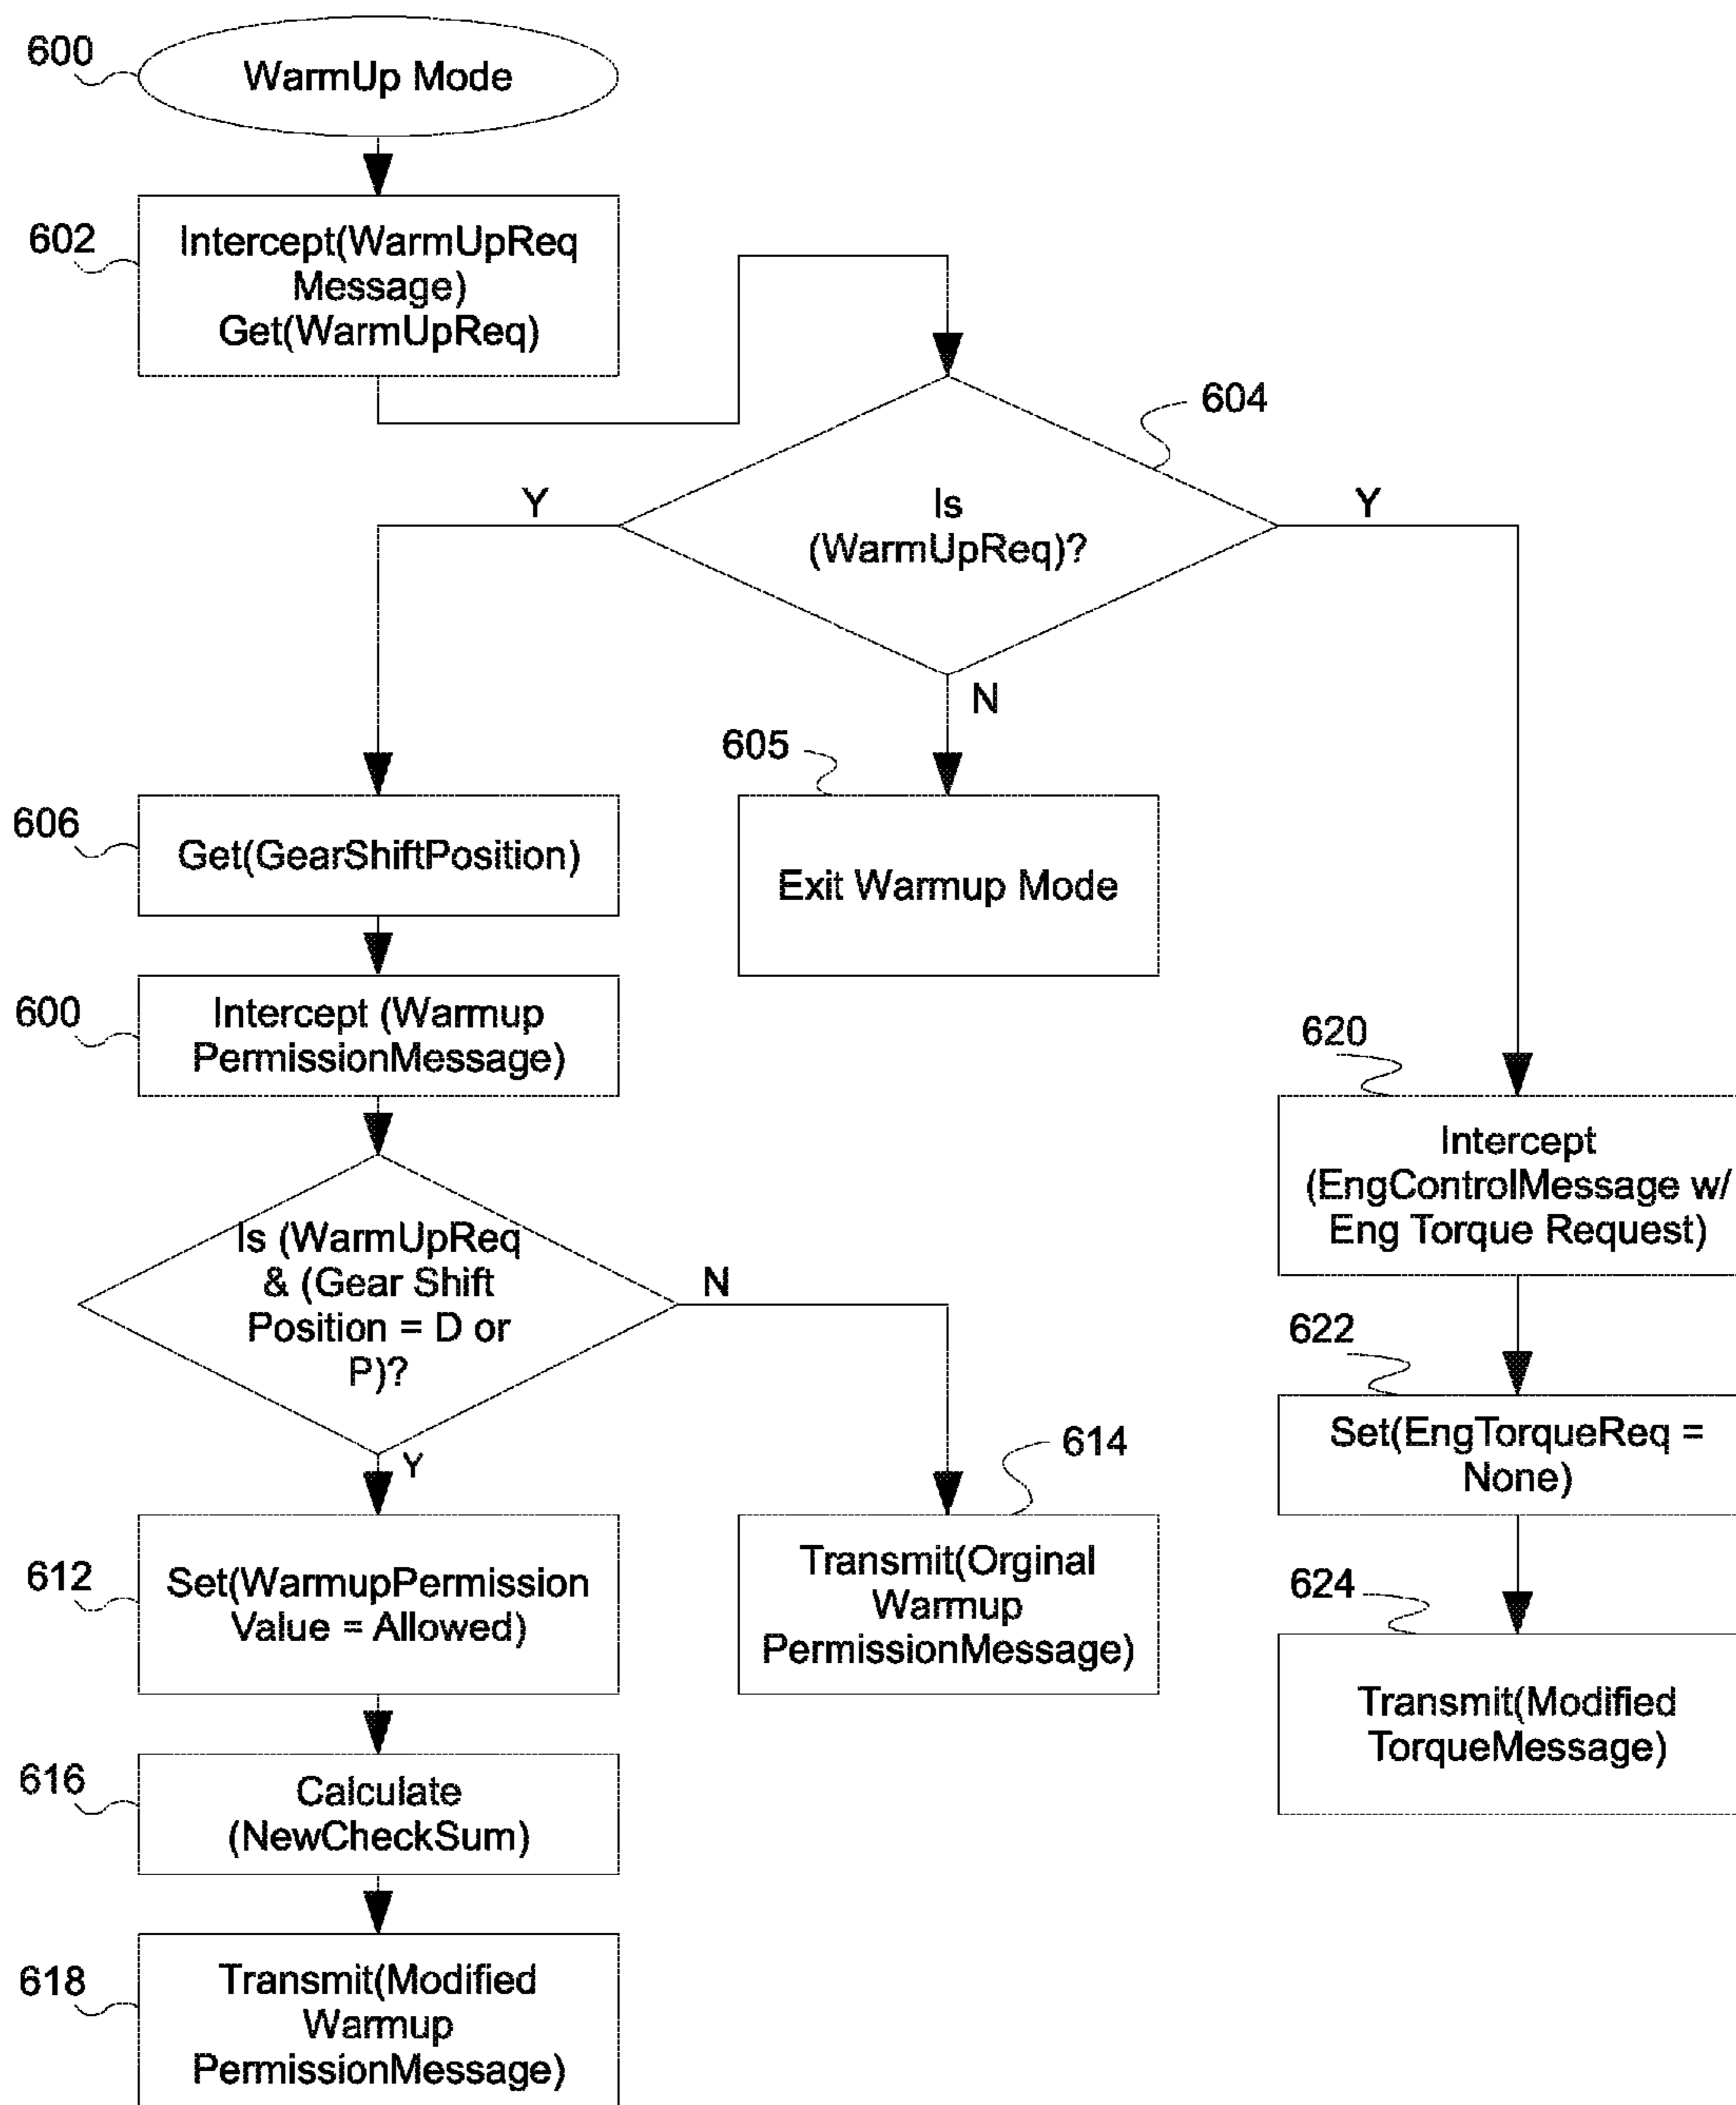 600
WarmUp Mode
602
Intercept(WarmUpReq
Message)
Get(WarmUpReq)
604
Y
Is
(WarmUpReq)?
Y
N
605
606
Get(GearShiftPosition)
Exit Warmup Mode
600
Intercept (Warmup
PermissionMessage)
620
Intercept
(EngControlMessage w/
Eng Torque Request)
Is (WarmUpReq
& (Gear Shift
Position = D or
P)?
N
Y
622
Set(EngTorqueReq =
None)
614
612
Set(WarmupPermission
Value = Allowed)
Transmit(Orginal
Warmup
PermissionMessage)
624
Transmit(Modified
TorqueMessage)
616
Calculate
(NewCheckSum)
618
Transmit(Modified
Warmup
PermissionMessage)